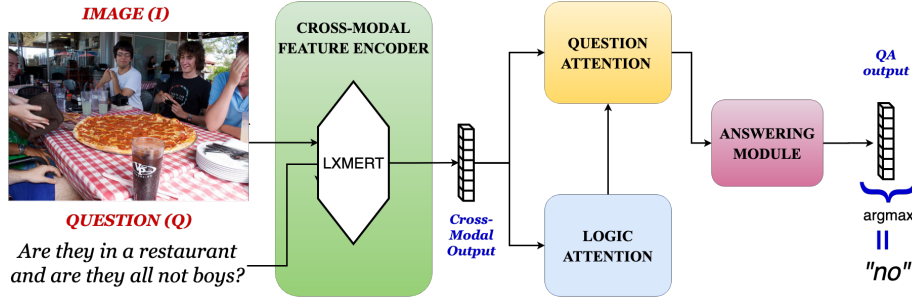 IMAGE (I)
QUESTION (Q)
Are they in a restaurant
and are they all not boys?
CROSS-MODAL
FEATURE ENCODER
LXMERT
Cross-
Modal
Output
QUESTION
ATTENTION
LOGIC
ATTENTION
ANSWERING
MODULE
QA
output
argmax
"no"